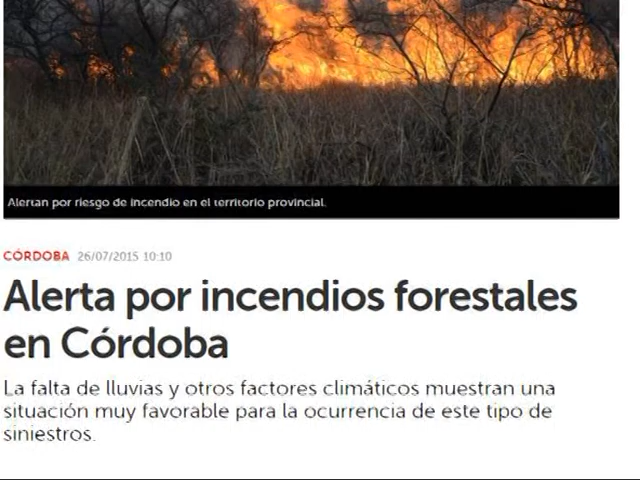 Alertan por riesgo de incendio en el territorio provincial.
CÓRDOBA 26/07/2015 10:10
Alerta por incendios forestales
en Córdoba
La falta de lluvias y otros factores climáticos muestran una
situación muy favorable para la ocurrencia de este tipo de
siniestros.